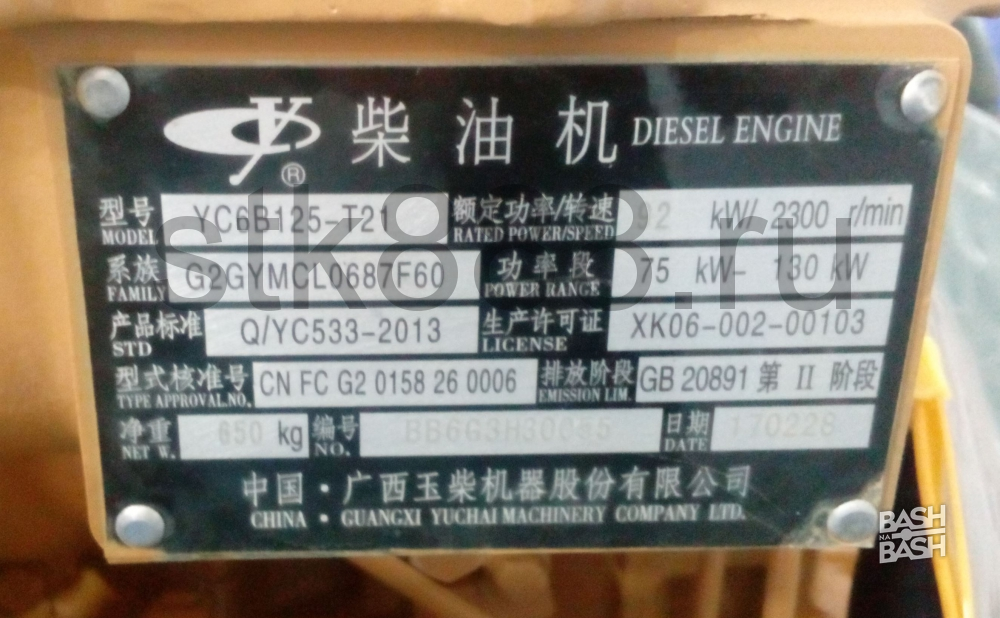 柴油机 DIESEL ENGINE
®
型号 MODEL YC6B125-T21 额定功率/转速 RATED POWER/SPEED 92 kW/ 2300 r/min
系族 FAMILY G2GYMCL0687F60 功率段 POWER RANGE 75 kW- 130 kW
产品标准 STD Q/YC533-2013 生产许可证 LICENSE XK06-002-00103
型式核准号 TYPE APPROVAL.NO. CN FC G2 0158 26 0006 排放阶段 EMISSION LIM. GB 20891 第 II 阶段
净重 NET W. 650 kg 编号 NO. 日期 DATE 170228
中国·广西玉柴机器股份有限公司
CHINA · GUANGXI YUCHAI MACHINERY COMPANY LTD.
stk888.ru
BASH
NA
BASH